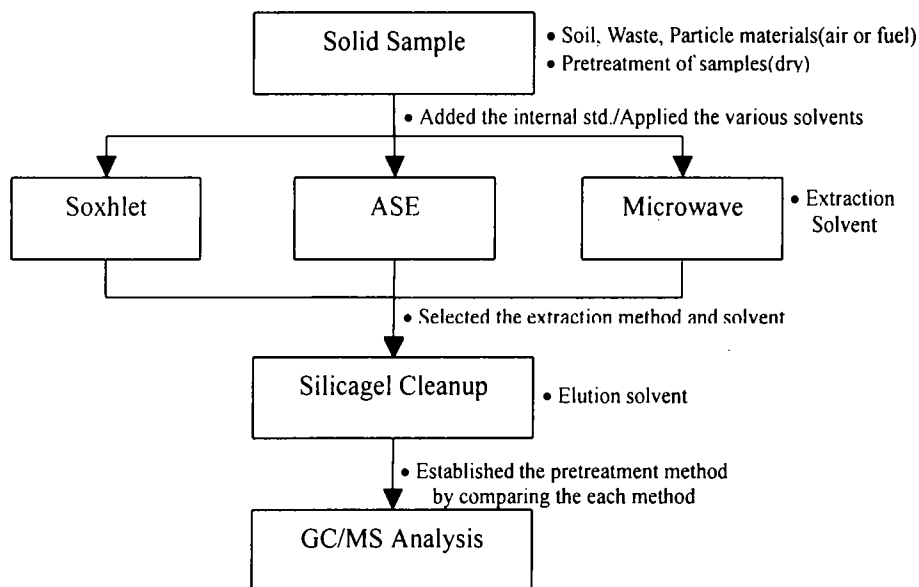 Solid Sample
• Soil, Waste, Particle materials(air or fuel)
• Pretreatment of samples(dry)
• Added the internal std./Applied the various solvents
Soxhlet
ASE
Microwave
• Extraction
Solvent
• Selected the extraction method and solvent
Silicagel Cleanup
• Elution solvent
• Established the pretreatment method
by comparing the each method
GC/MS Analysis